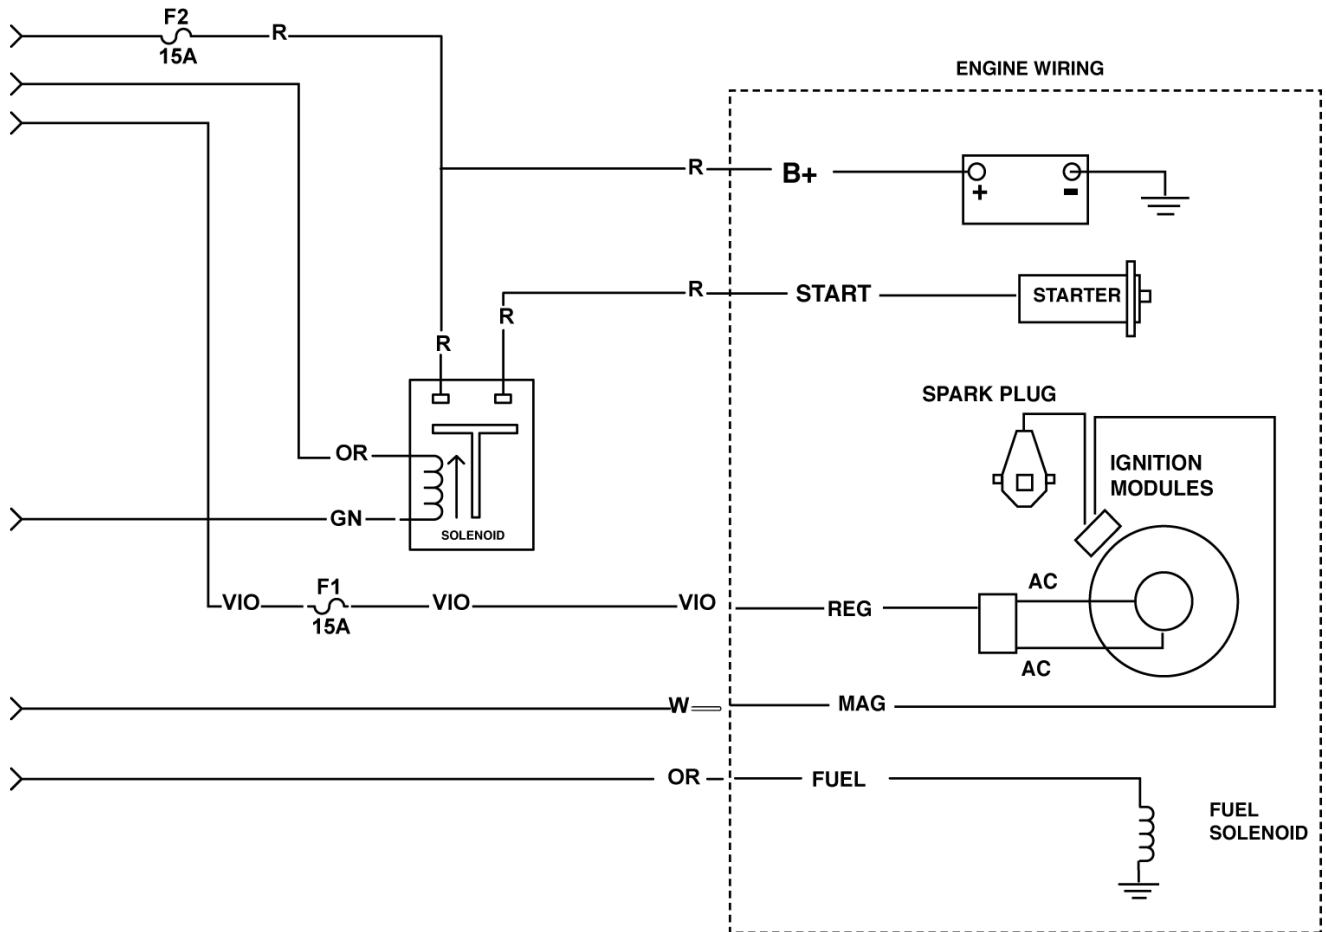 F2
R
15A
ENGINE WIRING
R
B+
+
-
R
START
STARTER
R
R
SPARK PLUG
IGNITION
MODULES
OR
GN
SOLENOID
F1
VIO
VIO
VIO
15A
REG
AC
AC
W
MAG
OR
FUEL
FUEL
SOLENOID